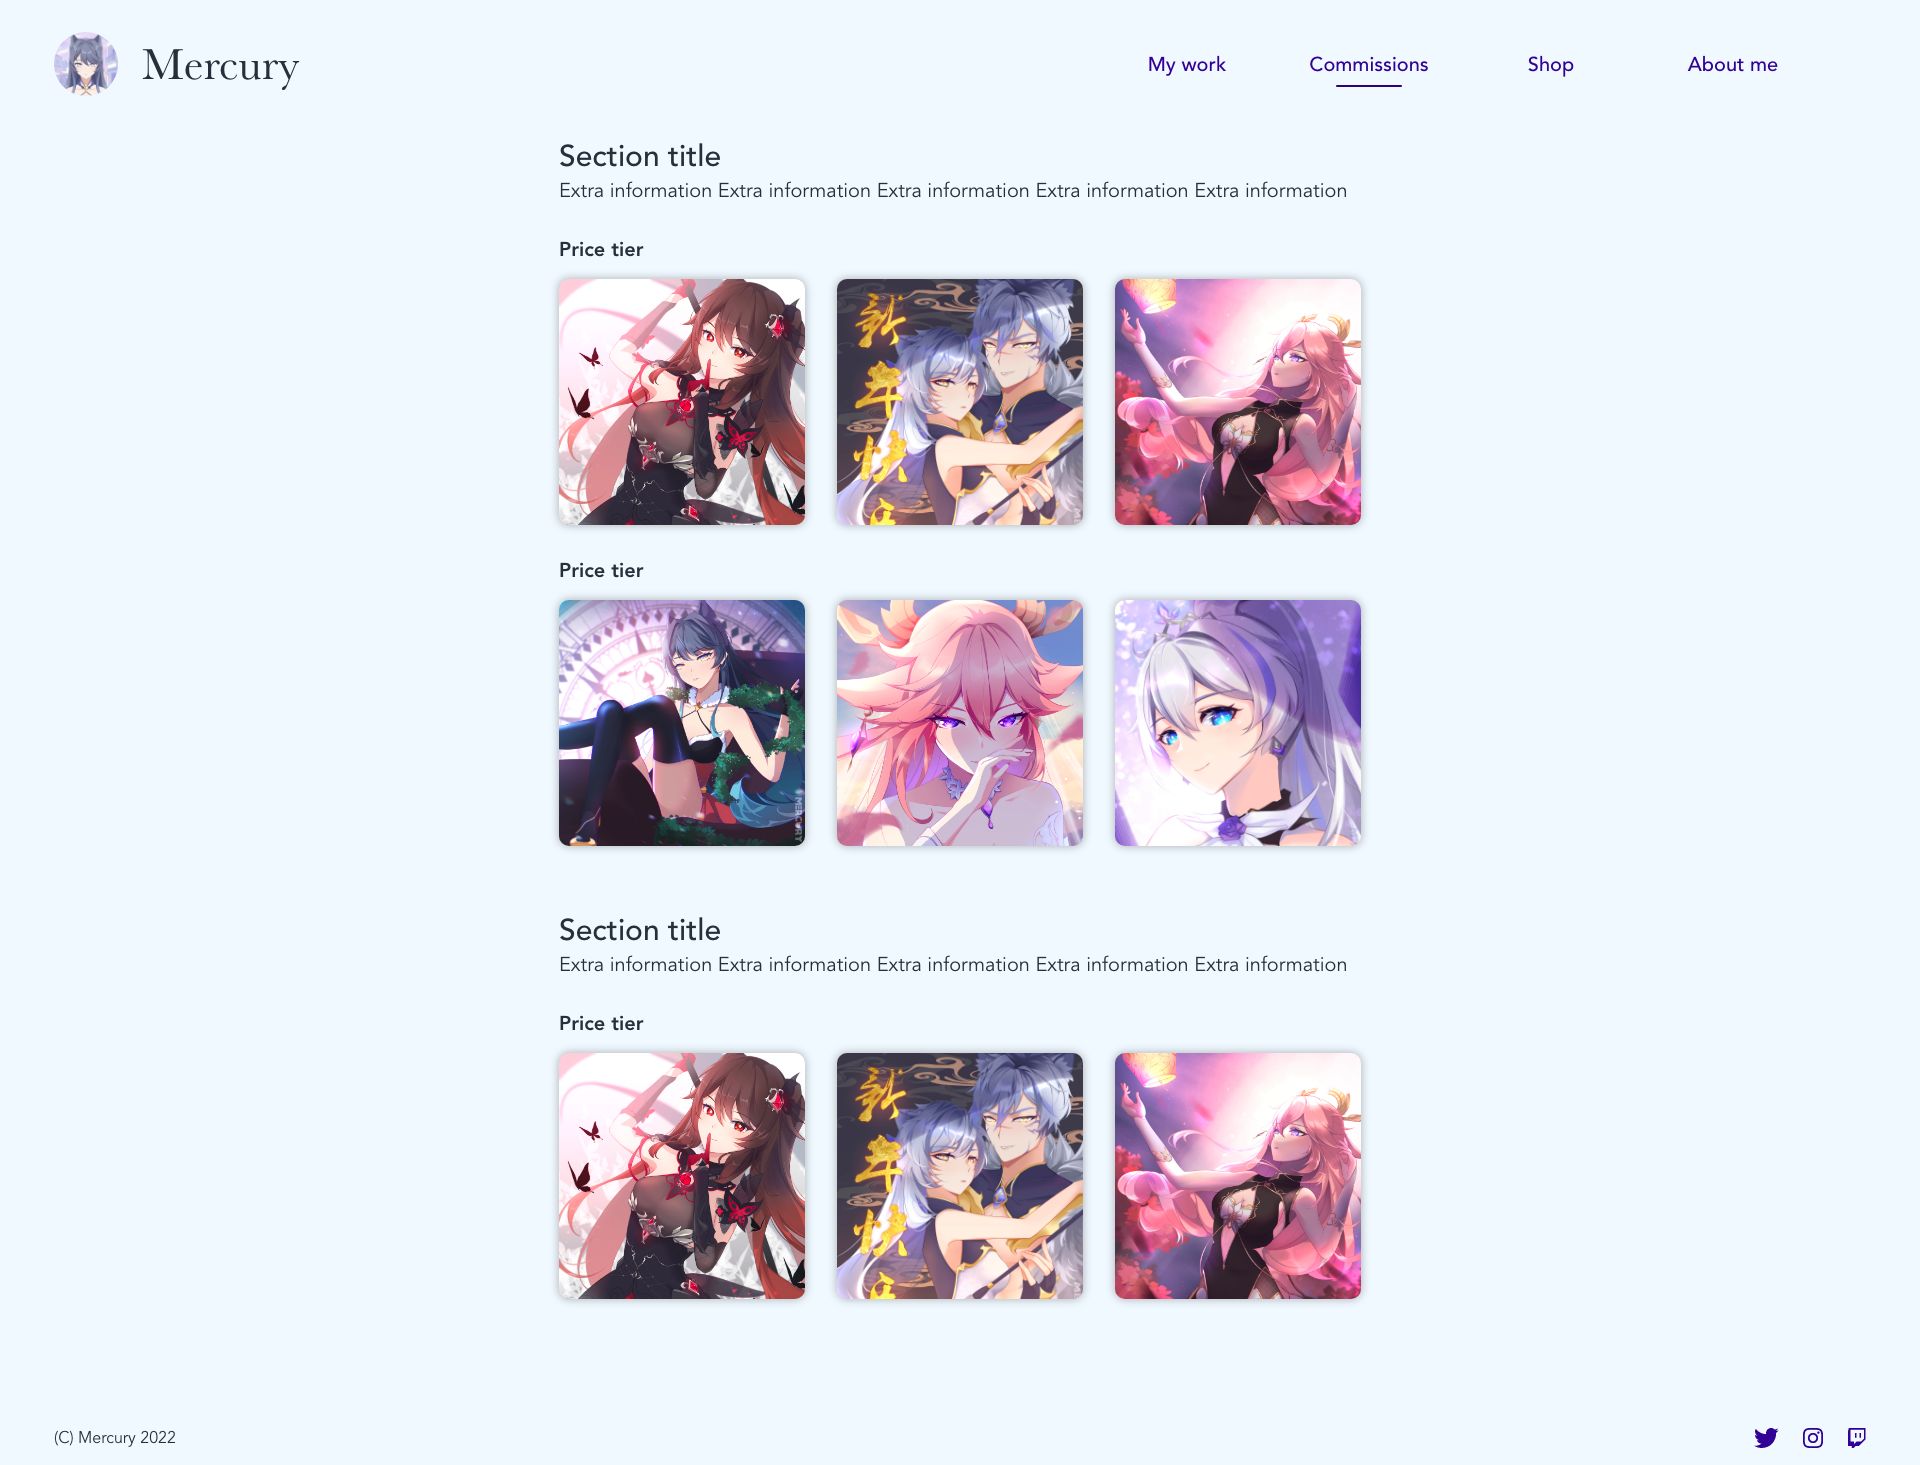 Mercury
My work
Commissions
Shop
About me
Section title
Extra information Extra information Extra information Extra information Extra information
Price tier
新
年
快
Price tier
MERCURY
Section title
Extra information Extra information Extra information Extra information Extra information
Price tier
新
年
快
(C) Mercury 2022